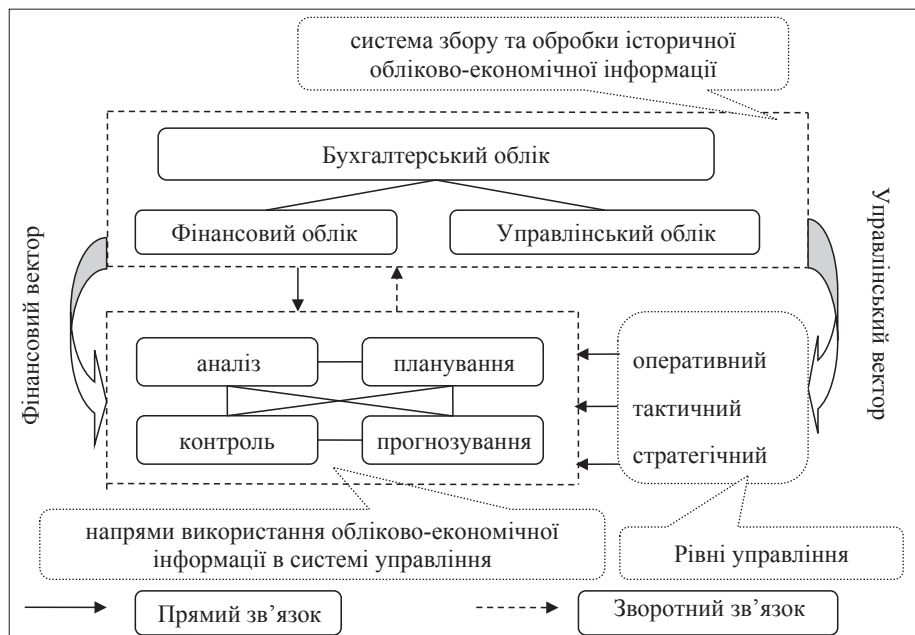 система збору та обробки історичної
обліково-економічної інформації
Бухгалтерський облік
Фінансовий облік
Управлінський облік
Фінансовий вектор
Управлінський вектор
аналіз
планування
контроль
прогнозування
оперативний
тактичний
стратегічний
напрями використання обліково-економічної
інформації в системі управління
Рівні управління
Прямий зв’язок
Зворотний зв’язок